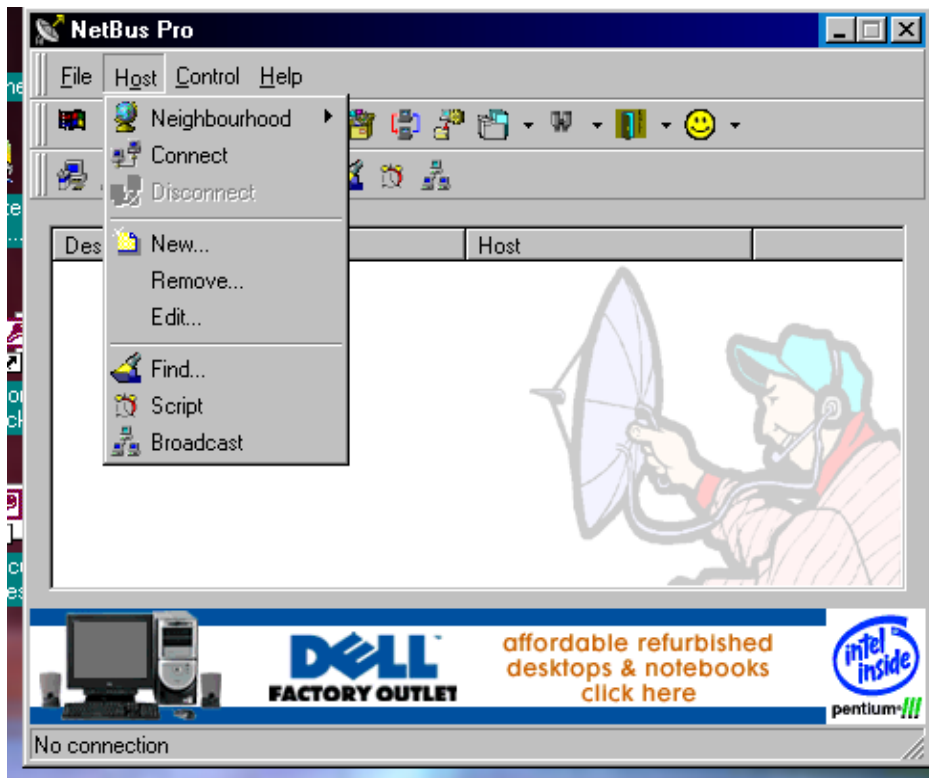 NetBus Pro
File Host Control Help
Neighbourhood
Connect
Disconnect
Des
Host
New...
Remove...
Edit...
Find...
Script
Broadcast
DELL
FACTORY OUTLET
affordable refurbished
desktops & notebooks
click here
intel
inside
pentium III
No connection